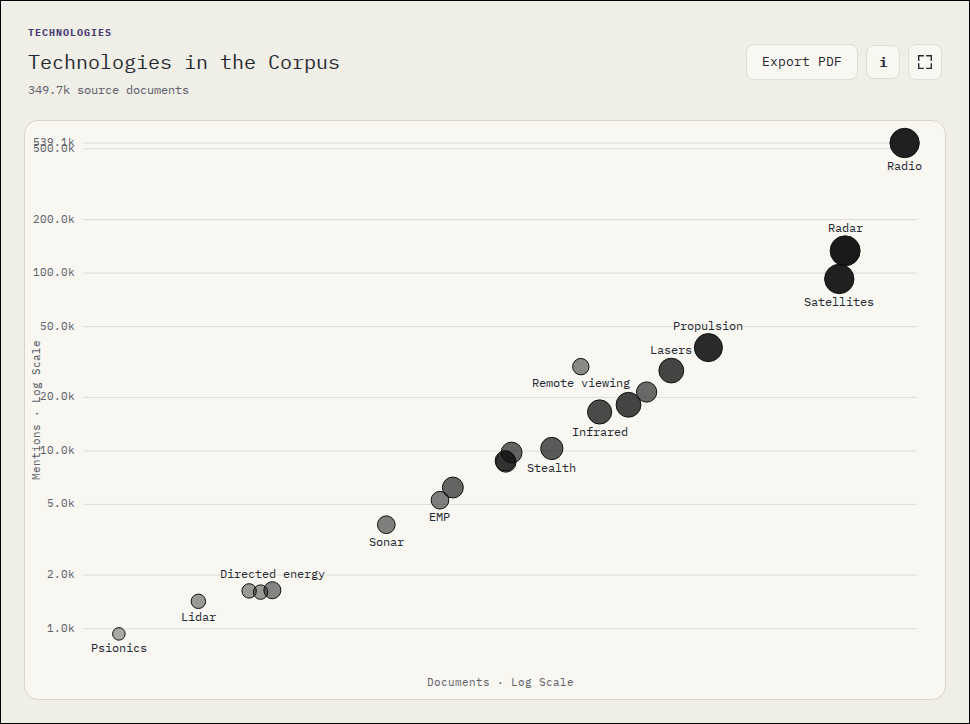 TECHNOLOGIES
Technologies in the Corpus
349.7k source documents
Export PDF
i
539.1k
500.0k
200.0k
100.0k
50.0k
20.0k
10.0k
5.0k
2.0k
1.0k
Mentions · Log Scale
Radio
Radar
Satellites
Propulsion
Lasers
Remote viewing
Infrared
Stealth
EMP
Sonar
Directed energy
Lidar
Psionics
Documents · Log Scale